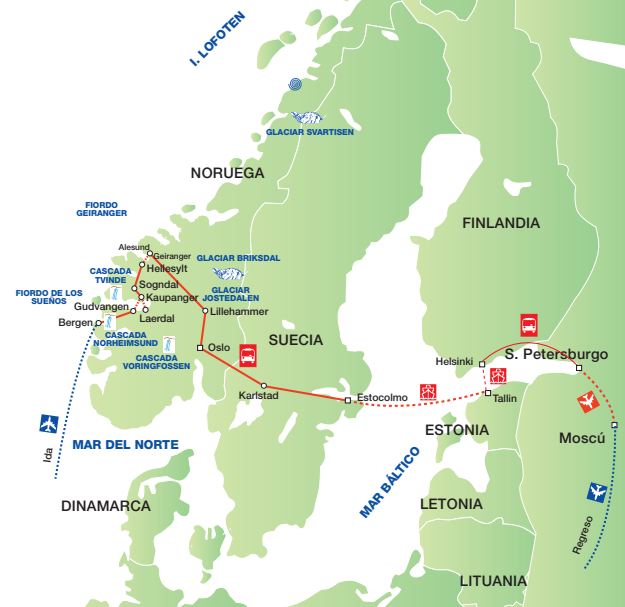 I. LOFOTEN
GLACIAR SVARTISEN
NORUEGA
FIORDO
GEIRANGER
FINLANDIA
Alesund
Geiranger
Hellesylt
GLACIAR BRIKSDAL
CASCADA
TVINDE
Sogndal
GLACIAR
JOSTEDALEN
FIORDO DE LOS
SUEÑOS
Kaupanger
Gudvangen
Laerdal
Lillehammer
Bergen
CASCADA
NORHEIMSUND
SUECIA
Oslo
CASCADA
VORINGFOSSEN
Helsinki
S. Petersburgo
Karlstad
Estocolmo
Tallin
ESTONIA
Moscú
MAR DEL NORTE
Ida
MAR BÁLTICO
DINAMARCA
LETONIA
Regreso
LITUANIA